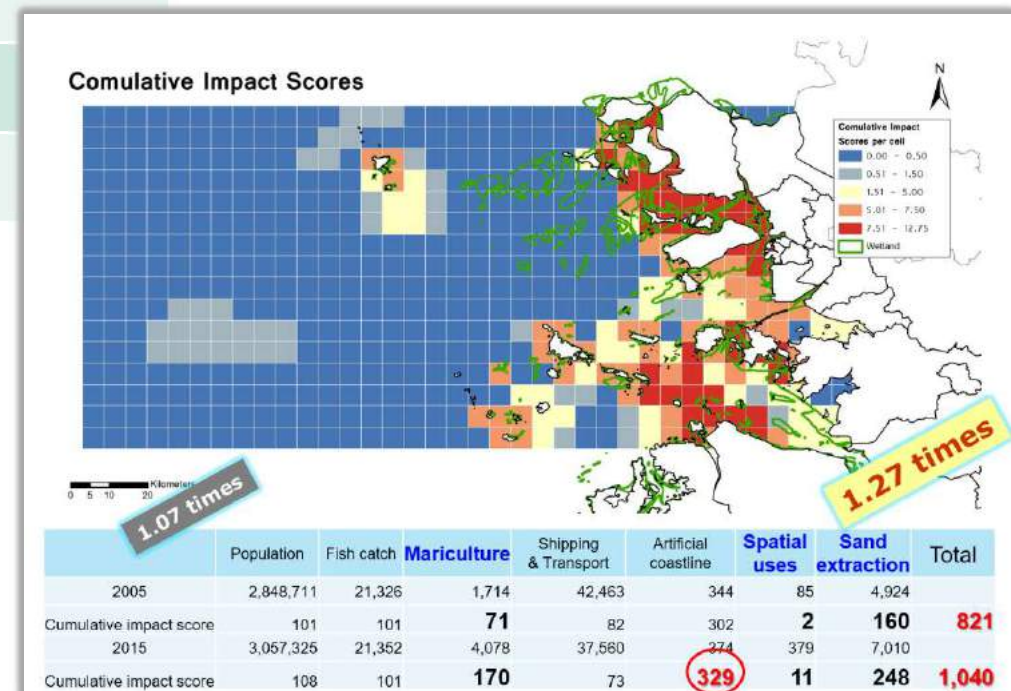 Comulative Impact Scores
N
Comulative Impact
Scores per cell
0.00 - 0.50
0.51 - 1.50
1.51 - 5.00
5.01 - 7.50
7.51 - 12.75
Wetland
Kilometers
0 5 10 20
1.07 times
1.27 times
Population Fish catch Mariculture Shipping & Transport Artificial coastline Spatial uses Sand extraction Total
2005 2,848,711 21,326 1,714 42,463 344 85 4,924
Cumulative impact score 101 101 71 82 302 2 160 821
2015 3,057,325 21,352 4,078 37,560 374 379 7,010
Cumulative impact score 108 101 170 73 329 11 248 1,040